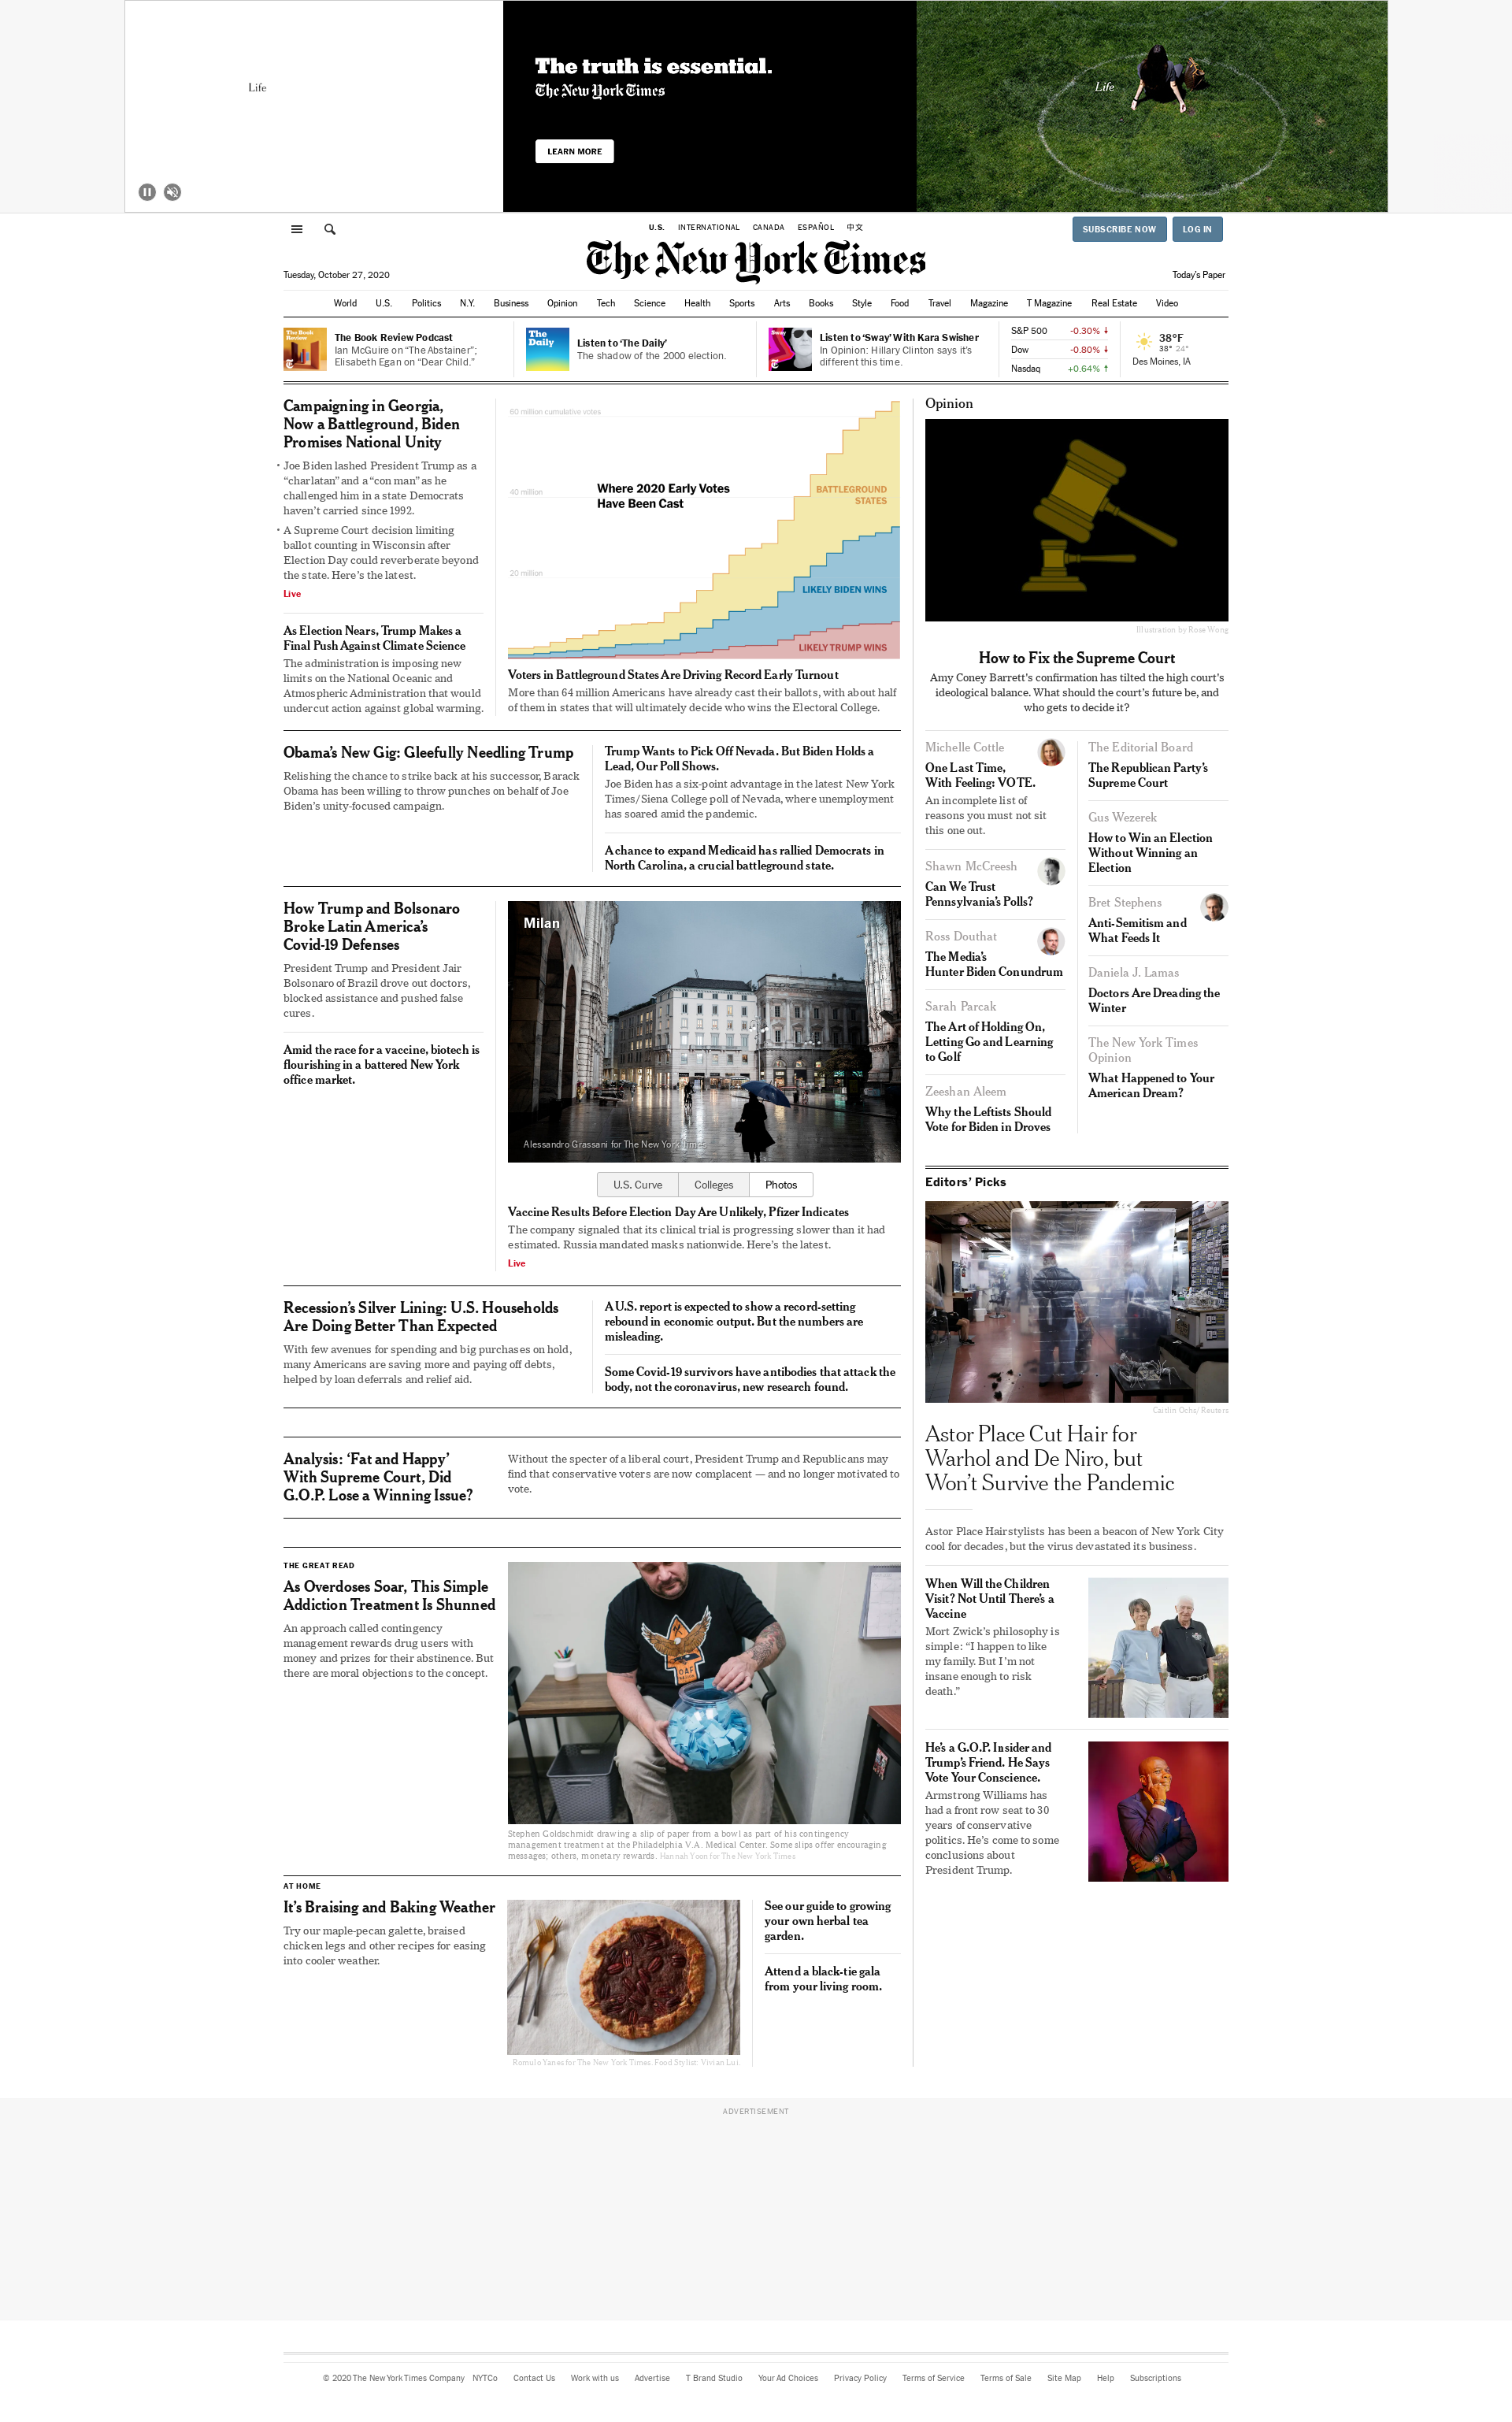 Life
The truth is essential.
The New York Times
LEARN MORE
Life
U.S. INTERNATIONAL CANADA ESPAÑOL 中文
SUBSCRIBE NOW LOG IN
The New York Times
Tuesday, October 27, 2020
Today's Paper
World U.S. Politics N.Y. Business Opinion Tech Science Health Sports Arts Books Style Food Travel Magazine T Magazine Real Estate Video
The Book Review
The Book Review Podcast
Ian McGuire on “The Abstainer”;
Elisabeth Egan on “Dear Child.”
The Daily
Listen to ‘The Daily’
The shadow of the 2000 election.
Sway
Listen to ‘Sway’ With Kara Swisher
In Opinion: Hillary Clinton says it’s
different this time.
S&P 500 -0.30% ↓
Dow -0.80% ↓
Nasdaq +0.64% ↑
38°F
38° 24°
Des Moines, IA
Campaigning in Georgia,
Now a Battleground, Biden
Promises National Unity
• Joe Biden lashed President Trump as a
“charlatan” and a “con man” as he
challenged him in a state Democrats
haven’t carried since 1992.
• A Supreme Court decision limiting
ballot counting in Wisconsin after
Election Day could reverberate beyond
the state. Here’s the latest.
Live
As Election Nears, Trump Makes a
Final Push Against Climate Science
The administration is imposing new
limits on the National Oceanic and
Atmospheric Administration that would
undercut action against global warming.
60 million cumulative votes
40 million
20 million
Where 2020 Early Votes
Have Been Cast
BATTLEGROUND
STATES
LIKELY BIDEN WINS
LIKELY TRUMP WINS
Voters in Battleground States Are Driving Record Early Turnout
More than 64 million Americans have already cast their ballots, with about half
of them in states that will ultimately decide who wins the Electoral College.
Obama’s New Gig: Gleefully Needling Trump
Relishing the chance to strike back at his successor, Barack
Obama has been willing to throw punches on behalf of Joe
Biden’s unity-focused campaign.
Trump Wants to Pick Off Nevada. But Biden Holds a
Lead, Our Poll Shows.
Joe Biden has a six-point advantage in the latest New York
Times/Siena College poll of Nevada, where unemployment
has soared amid the pandemic.
A chance to expand Medicaid has rallied Democrats in
North Carolina, a crucial battleground state.
How Trump and Bolsonaro
Broke Latin America’s
Covid-19 Defenses
President Trump and President Jair
Bolsonaro of Brazil drove out doctors,
blocked assistance and pushed false
cures.
Amid the race for a vaccine, biotech is
flourishing in a battered New York
office market.
Milan
Alessandro Grassani for The New York Times
U.S. Curve Colleges Photos
Vaccine Results Before Election Day Are Unlikely, Pfizer Indicates
The company signaled that its clinical trial is progressing slower than it had
estimated. Russia mandated masks nationwide. Here’s the latest.
Live
Recession’s Silver Lining: U.S. Households
Are Doing Better Than Expected
With few avenues for spending and big purchases on hold,
many Americans are saving more and paying off debts,
helped by loan deferrals and relief aid.
A U.S. report is expected to show a record-setting
rebound in economic output. But the numbers are
misleading.
Some Covid-19 survivors have antibodies that attack the
body, not the coronavirus, new research found.
Analysis: ‘Fat and Happy’
With Supreme Court, Did
G.O.P. Lose a Winning Issue?
Without the specter of a liberal court, President Trump and Republicans may
find that conservative voters are now complacent — and no longer motivated to
vote.
THE GREAT READ
As Overdoses Soar, This Simple
Addiction Treatment Is Shunned
An approach called contingency
management rewards drug users with
money and prizes for their abstinence. But
there are moral objections to the concept.
OAF
Stephen Goldschmidt drawing a slip of paper from a bowl as part of his contingency
management treatment at the Philadelphia V.A. Medical Center. Some slips offer encouraging
messages; others, monetary rewards. Hannah Yoon for The New York Times
AT HOME
It’s Braising and Baking Weather
Try our maple-pecan galette, braised
chicken legs and other recipes for easing
into cooler weather.
Romulo Yanes for The New York Times. Food Stylist: Vivian Lui.
See our guide to growing
your own herbal tea
garden.
Attend a black-tie gala
from your living room.
Opinion
Illustration by Rose Wong
How to Fix the Supreme Court
Amy Coney Barrett’s confirmation has tilted the high court’s
ideological balance. What should the court’s future be, and
who gets to decide it?
Michelle Cottle
One Last Time,
With Feeling: VOTE.
An incomplete list of
reasons you must not sit
this one out.
Shawn McCreesh
Can We Trust
Pennsylvania’s Polls?
Ross Douthat
The Media’s
Hunter Biden Conundrum
Sarah Parcak
The Art of Holding On,
Letting Go and Learning
to Golf
Zeeshan Aleem
Why the Leftists Should
Vote for Biden in Droves
The Editorial Board
The Republican Party’s
Supreme Court
Gus Wezerek
How to Win an Election
Without Winning an
Election
Bret Stephens
Anti-Semitism and
What Feeds It
Daniela J. Lamas
Doctors Are Dreading the
Winter
The New York Times
Opinion
What Happened to Your
American Dream?
Editors’ Picks
Caitlin Ochs/Reuters
Astor Place Cut Hair for
Warhol and De Niro, but
Won’t Survive the Pandemic
Astor Place Hairstylists has been a beacon of New York City
cool for decades, but the virus devastated its business.
When Will the Children
Visit? Not Until There’s a
Vaccine
Mort Zwick’s philosophy is
simple: “I happen to like
my family. But I’m not
insane enough to risk
death.”
He’s a G.O.P. Insider and
Trump’s Friend. He Says
Vote Your Conscience.
Armstrong Williams has
had a front row seat to 30
years of conservative
politics. He’s come to some
conclusions about
President Trump.
ADVERTISEMENT
© 2020 The New York Times Company NYTCo Contact Us Work with us Advertise T Brand Studio Your Ad Choices Privacy Policy Terms of Service Terms of Sale Site Map Help Subscriptions